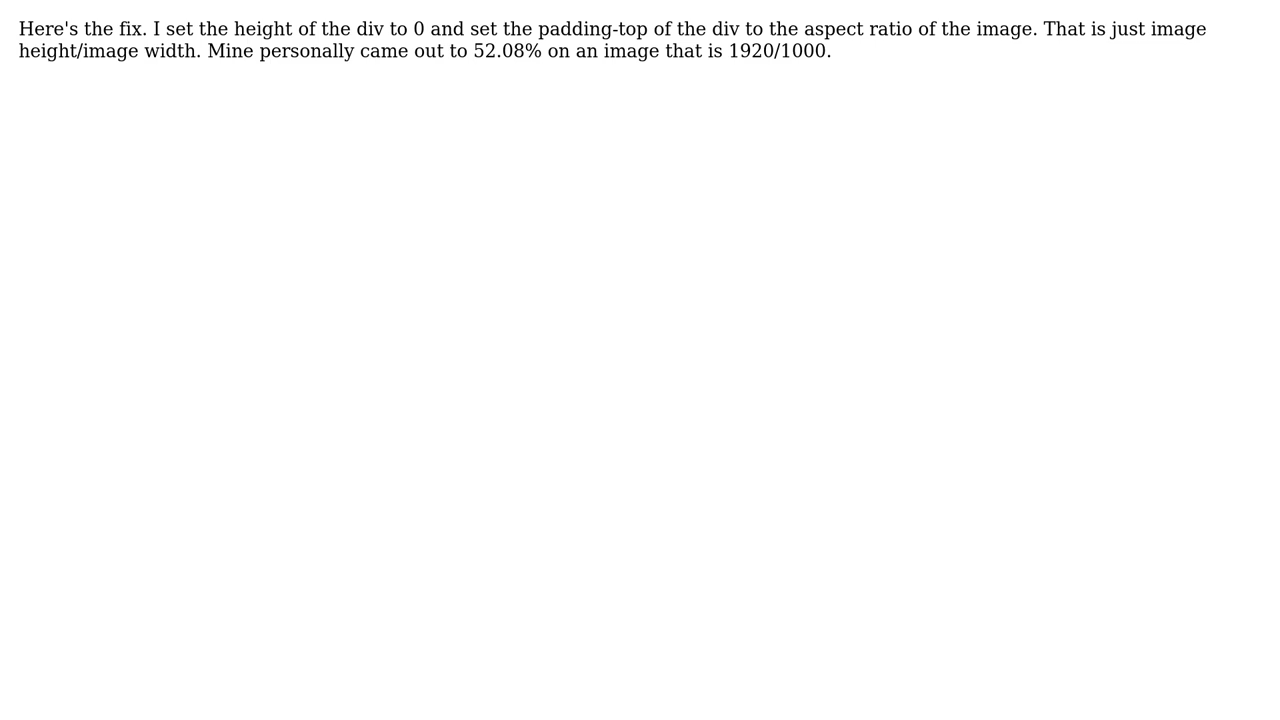 Here's the fix. I set the height of the div to 0 and set the padding-top of the div to the aspect ratio of the image. That is just image
height/image width. Mine personally came out to 52.08% on an image that is 1920/1000.